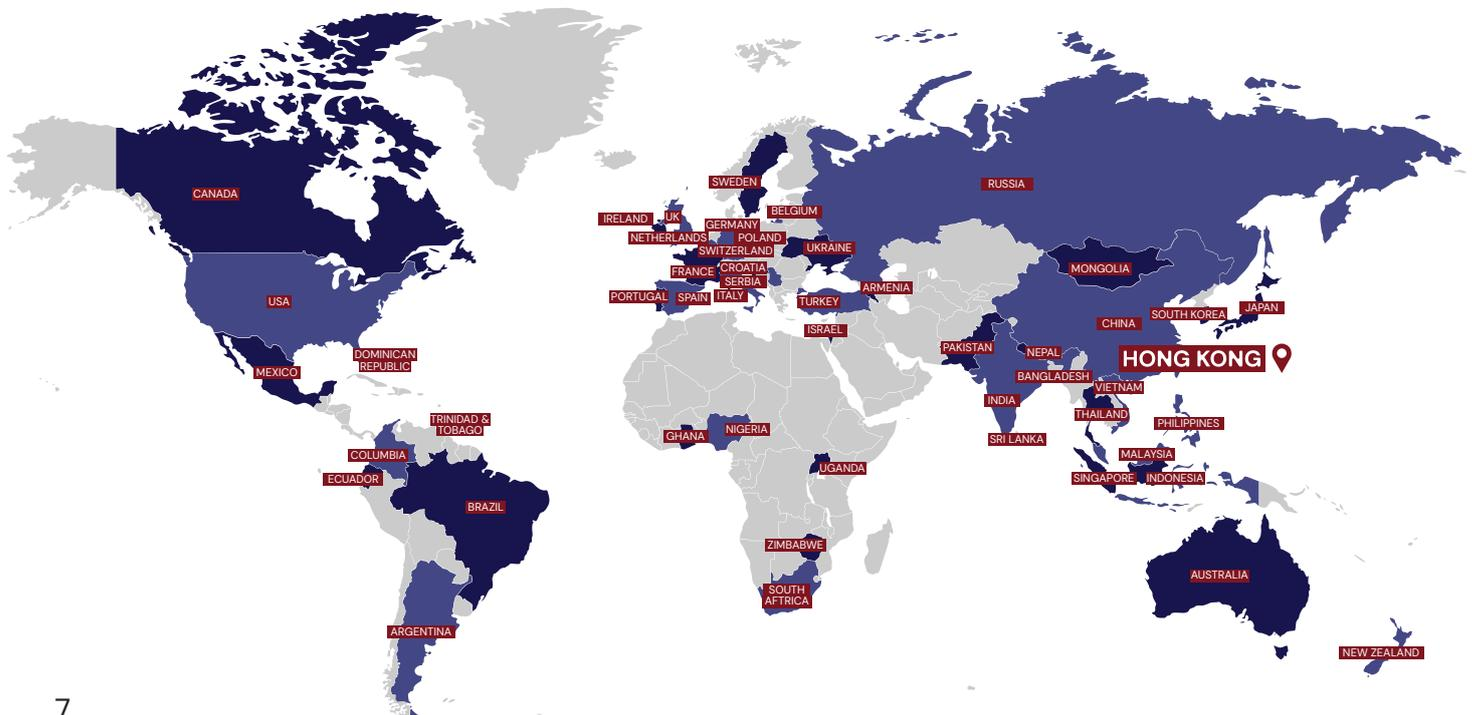 CANADA
USA
MEXICO
DOMINICAN
REPUBLIC
TRINIDAD &
TOBAGO
COLUMBIA
ECUADOR
BRAZIL
ARGENTINA
SWEDEN
IRELAND
UK
BELGIUM
GERMANY
NETHERLANDS
POLAND
SWITZERLAND
UKRAINE
FRANCE
CROATIA
SERBIA
PORTUGAL
SPAIN
ITALY
TURKEY
ARMENIA
ISRAEL
GHANA
NIGERIA
UGANDA
ZIMBABWE
SOUTH
AFTRICA
RUSSIA
MONGOLIA
CHINA
SOUTH KOREA
JAPAN
PAKISTAN
NEPAL
HONG KONG
BANGLADESH
VIETNAM
INDIA
THAILAND
PHILIPPINES
SRI LANKA
MALAYSIA
SINGAPORE
INDONESIA
AUSTRALIA
NEW ZEALAND
7